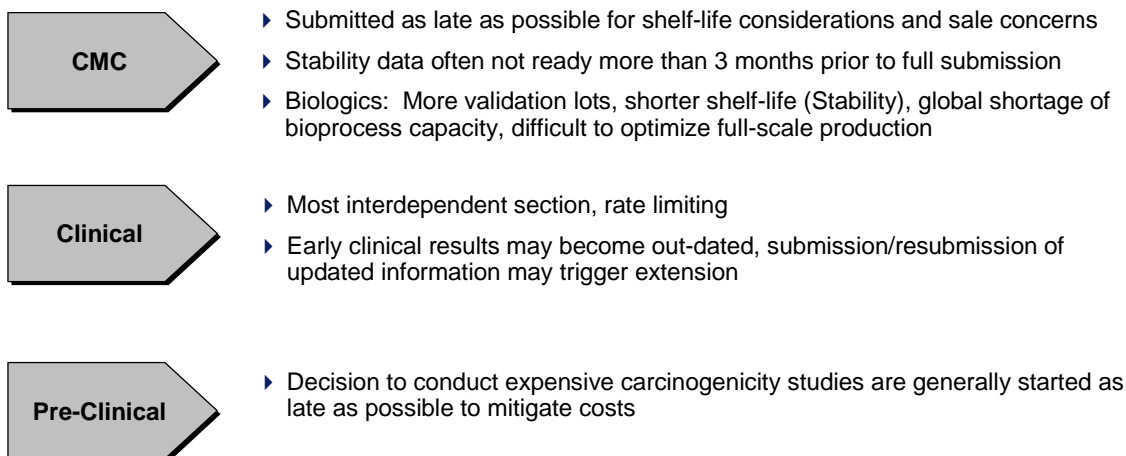 CMC
Submitted as late as possible for shelf-life considerations and sale concerns
Stability data often not ready more than 3 months prior to full submission
Biologics: More validation lots, shorter shelf-life (Stability), global shortage of
bioprocess capacity, difficult to optimize full-scale production
Clinical
Most interdependent section, rate limiting
Early clinical results may become out-dated, submission/resubmission of
updated information may trigger extension
Pre-Clinical
Decision to conduct expensive carcinogenicity studies are generally started as
late as possible to mitigate costs